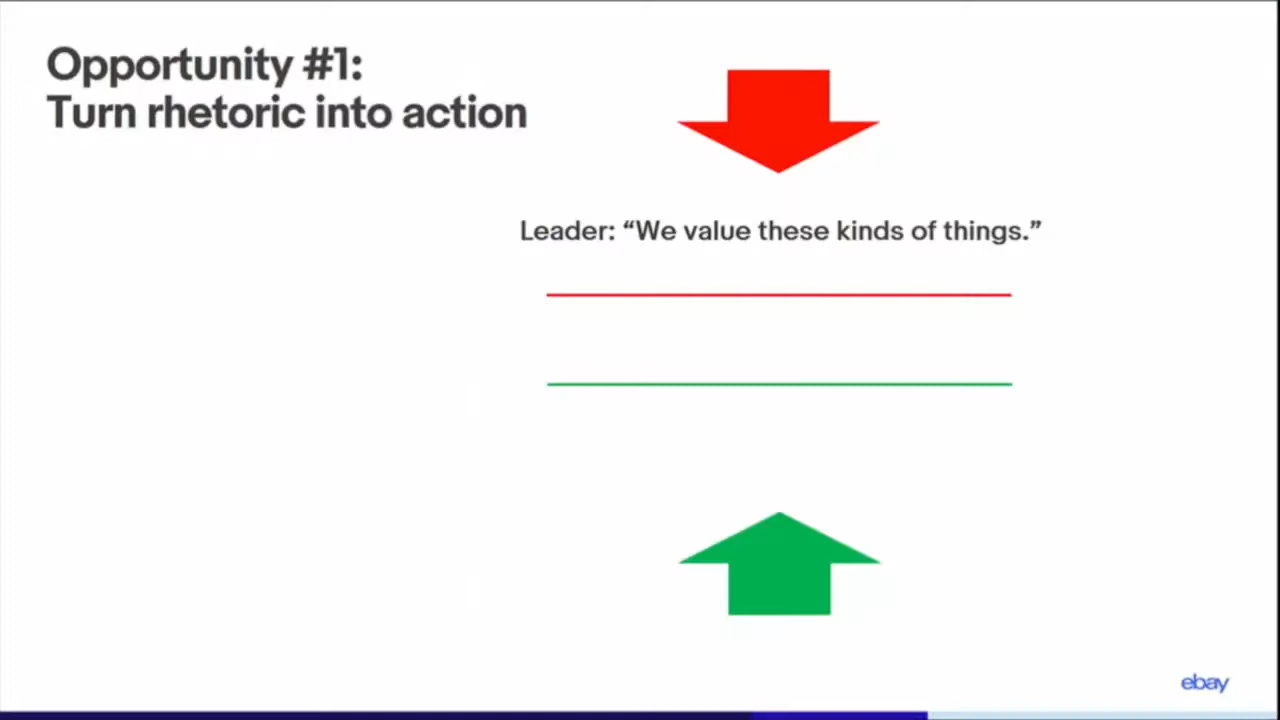 Opportunity #1:
Turn rhetoric into action
Leader: “We value these kinds of things.”
ebay